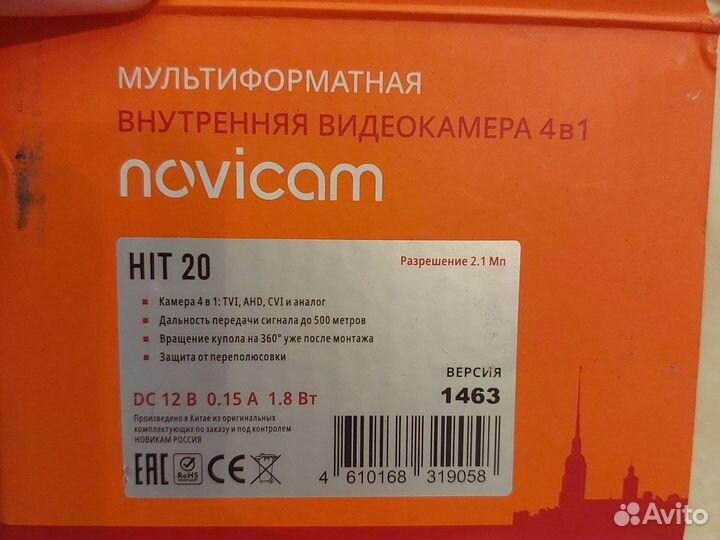 МУЛЬТИФОРМАТНАЯ
ВНУТРЕННЯЯ ВИДЕОКАМЕРА 4в1
novicam
HIT 20
Разрешение 2.1 Мп
Камера 4 в 1: TVI, AHD, CVI и аналог
Дальность передачи сигнала до 500 метров
Вращение купола на 360° уже после монтажа
Защита от переполюсовки
ВЕРСИЯ
1463
DC 12 В 0.15 А 1.8 Вт
Произведено в Китае из оригинальных
комплектующих по заказу и под контролем
НОВИКАМ РОССИЯ
EAC RoHS CE
4 610168 319058
Avito